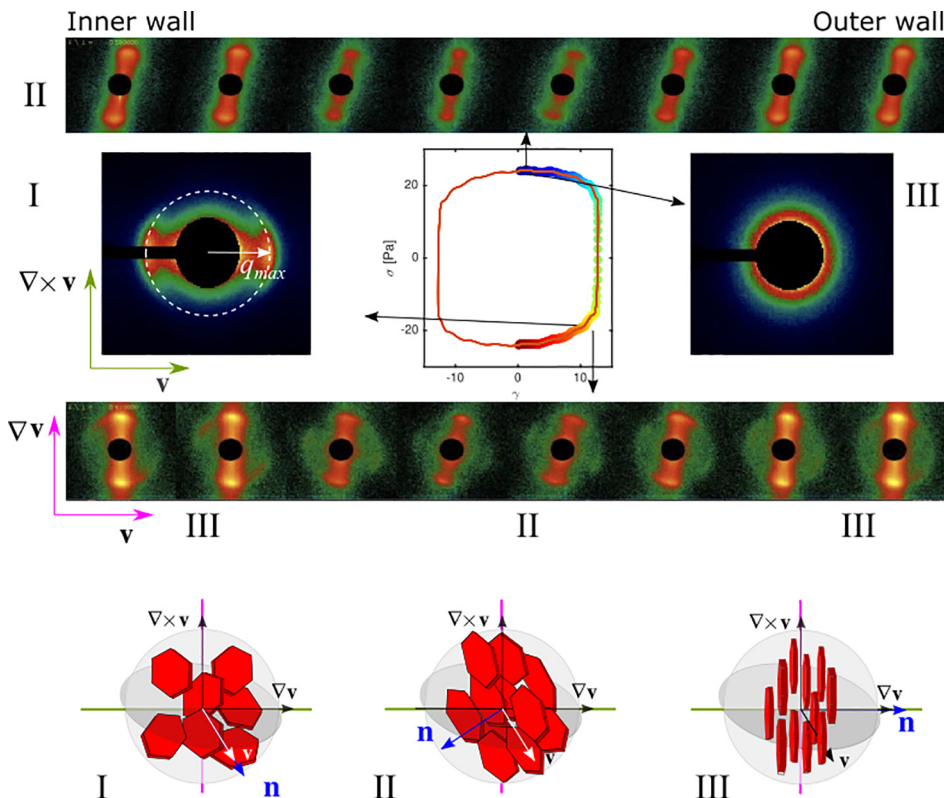 Inner wall
Outer wall
II
I
III
q_max
∇× v
v
20
0
-20
σ [Pa]
-10
0
10
γ
∇v
v
III
II
III
∇× v
∇v
v
n
I
∇× v
∇v
n
v
II
∇× v
∇v
n
v
III